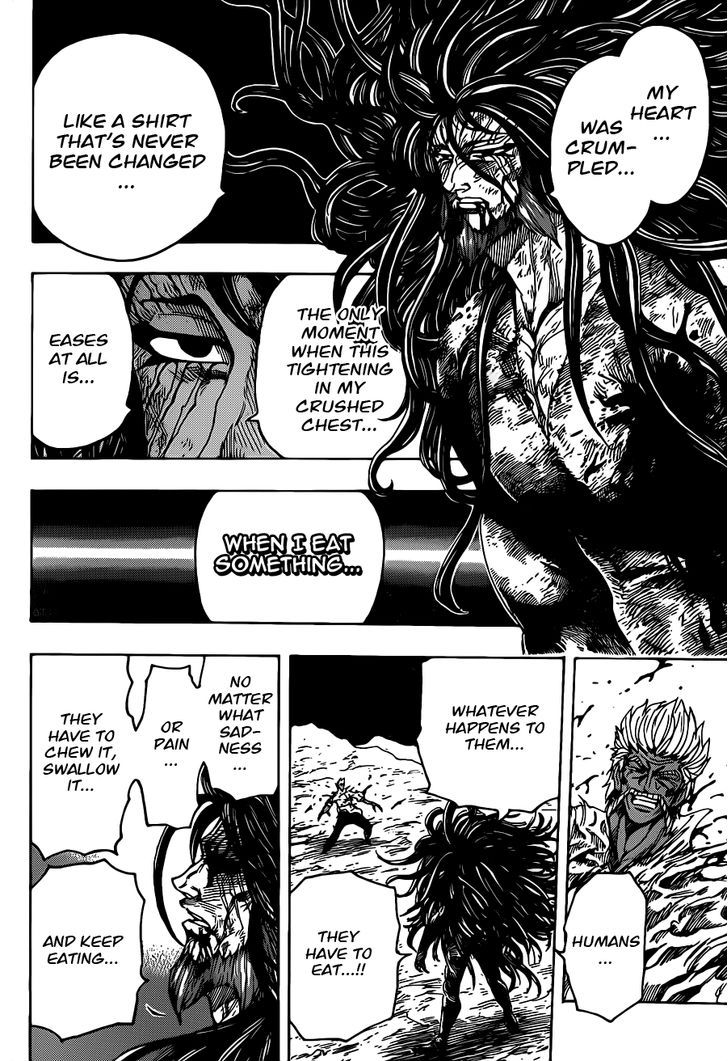 MY
HEART
...
WAS
CRUM-
PLED...
LIKE A SHIRT
THAT'S NEVER
BEEN CHANGED
...
THE ONLY
MOMENT
WHEN THIS
TIGHTENING
IN MY
CRUSHED
CHEST...
EASES
AT ALL
IS...
WHEN I EAT
SOMETHING...
HUMANS
...
WHATEVER
HAPPENS TO
THEM...
THEY
HAVE TO
EAT...!!
NO
MATTER
WHAT
SAD-
NESS
...
OR
PAIN
...
THEY
HAVE TO
CHEW IT,
SWALLOW
IT...
AND KEEP
EATING...